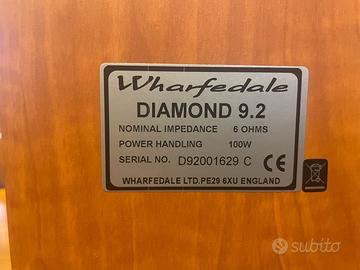 Wharfedale
DIAMOND 9.2
NOMINAL IMPEDANCE 6 OHMS
POWER HANDLING 100W
SERIAL NO. D92001629 C CE
WHARFEDALE LTD.PE29 6XU ENGLAND
subito